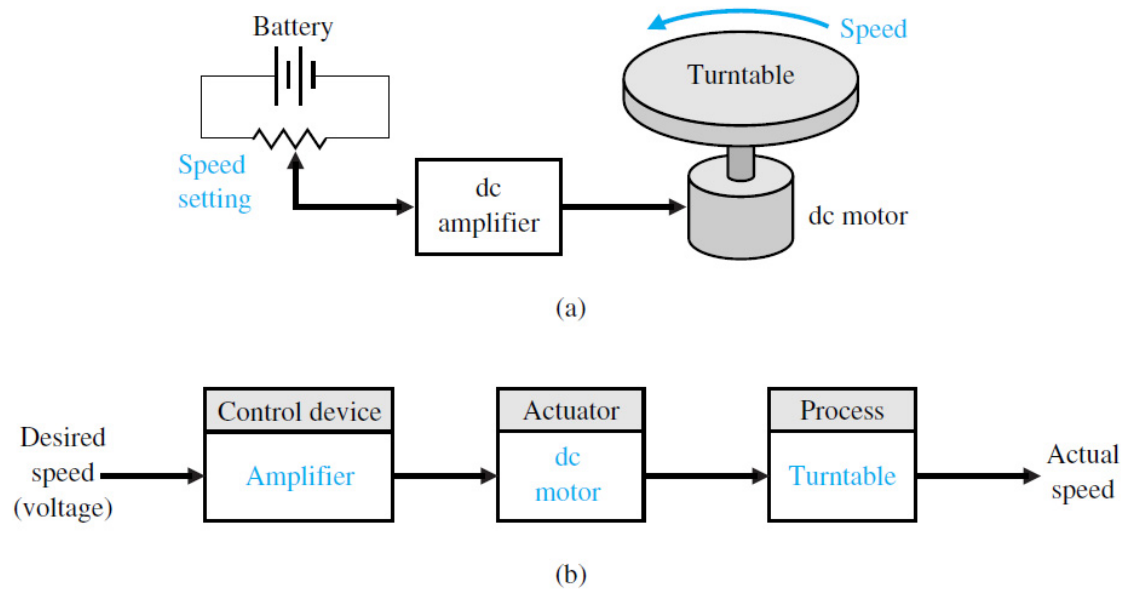 Battery
Speed
Turntable
Speed
setting
dc
amplifier
dc motor
(a)
Control device
Actuator
Process
Desired
speed
(voltage)
Amplifier
dc
motor
Turntable
Actual
speed
(b)